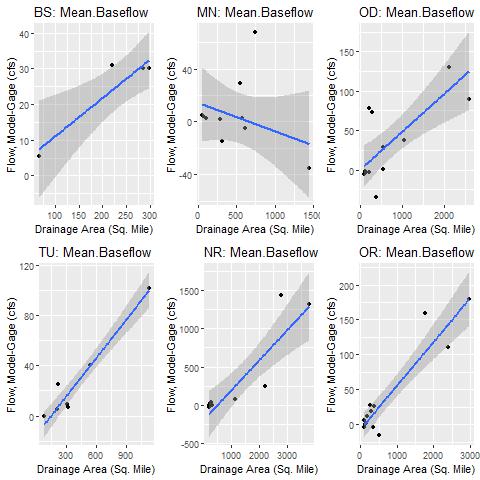 BS: Mean.Baseflow
MN: Mean.Baseflow
OD: Mean.Baseflow
Flow, Model-Gage (cfs)
40
30
20
10
0
100
150
200
250
300
Drainage Area (Sq. Mile)
Flow, Model-Gage (cfs)
40
0
-40
0
500
1000
1500
Drainage Area (Sq. Mile)
Flow, Model-Gage (cfs)
150
100
50
0
0
1000
2000
Drainage Area (Sq. Mile)
TU: Mean.Baseflow
NR: Mean.Baseflow
OR: Mean.Baseflow
Flow, Model-Gage (cfs)
120
80
40
0
300
600
900
Drainage Area (Sq. Mile)
Flow, Model-Gage (cfs)
1500
1000
500
0
-500
1000
2000
3000
Drainage Area (Sq. Mile)
Flow, Model-Gage (cfs)
200
150
100
50
0
0
1000
2000
3000
Drainage Area (Sq. Mile)